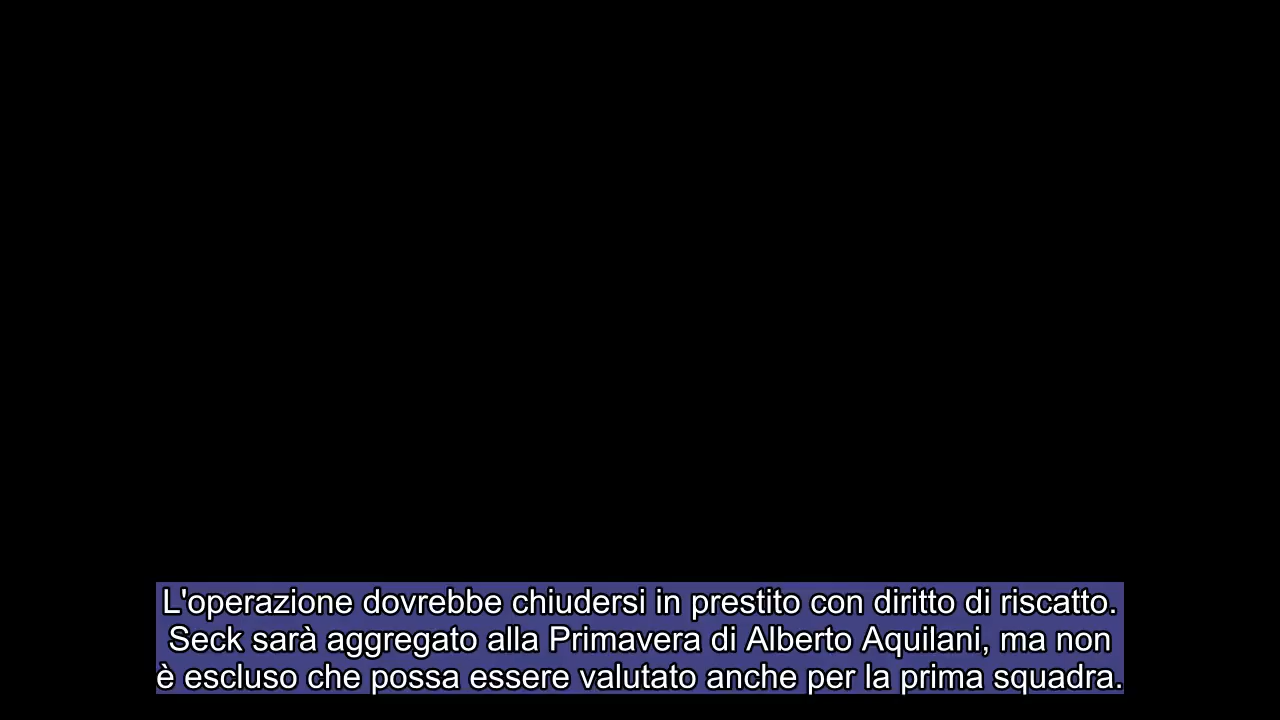 L'operazione dovrebbe chiudersi in prestito con diritto di riscatto.
Seck sarà aggregato alla Primavera di Alberto Aquilani, ma non
è escluso che possa essere valutato anche per la prima squadra.